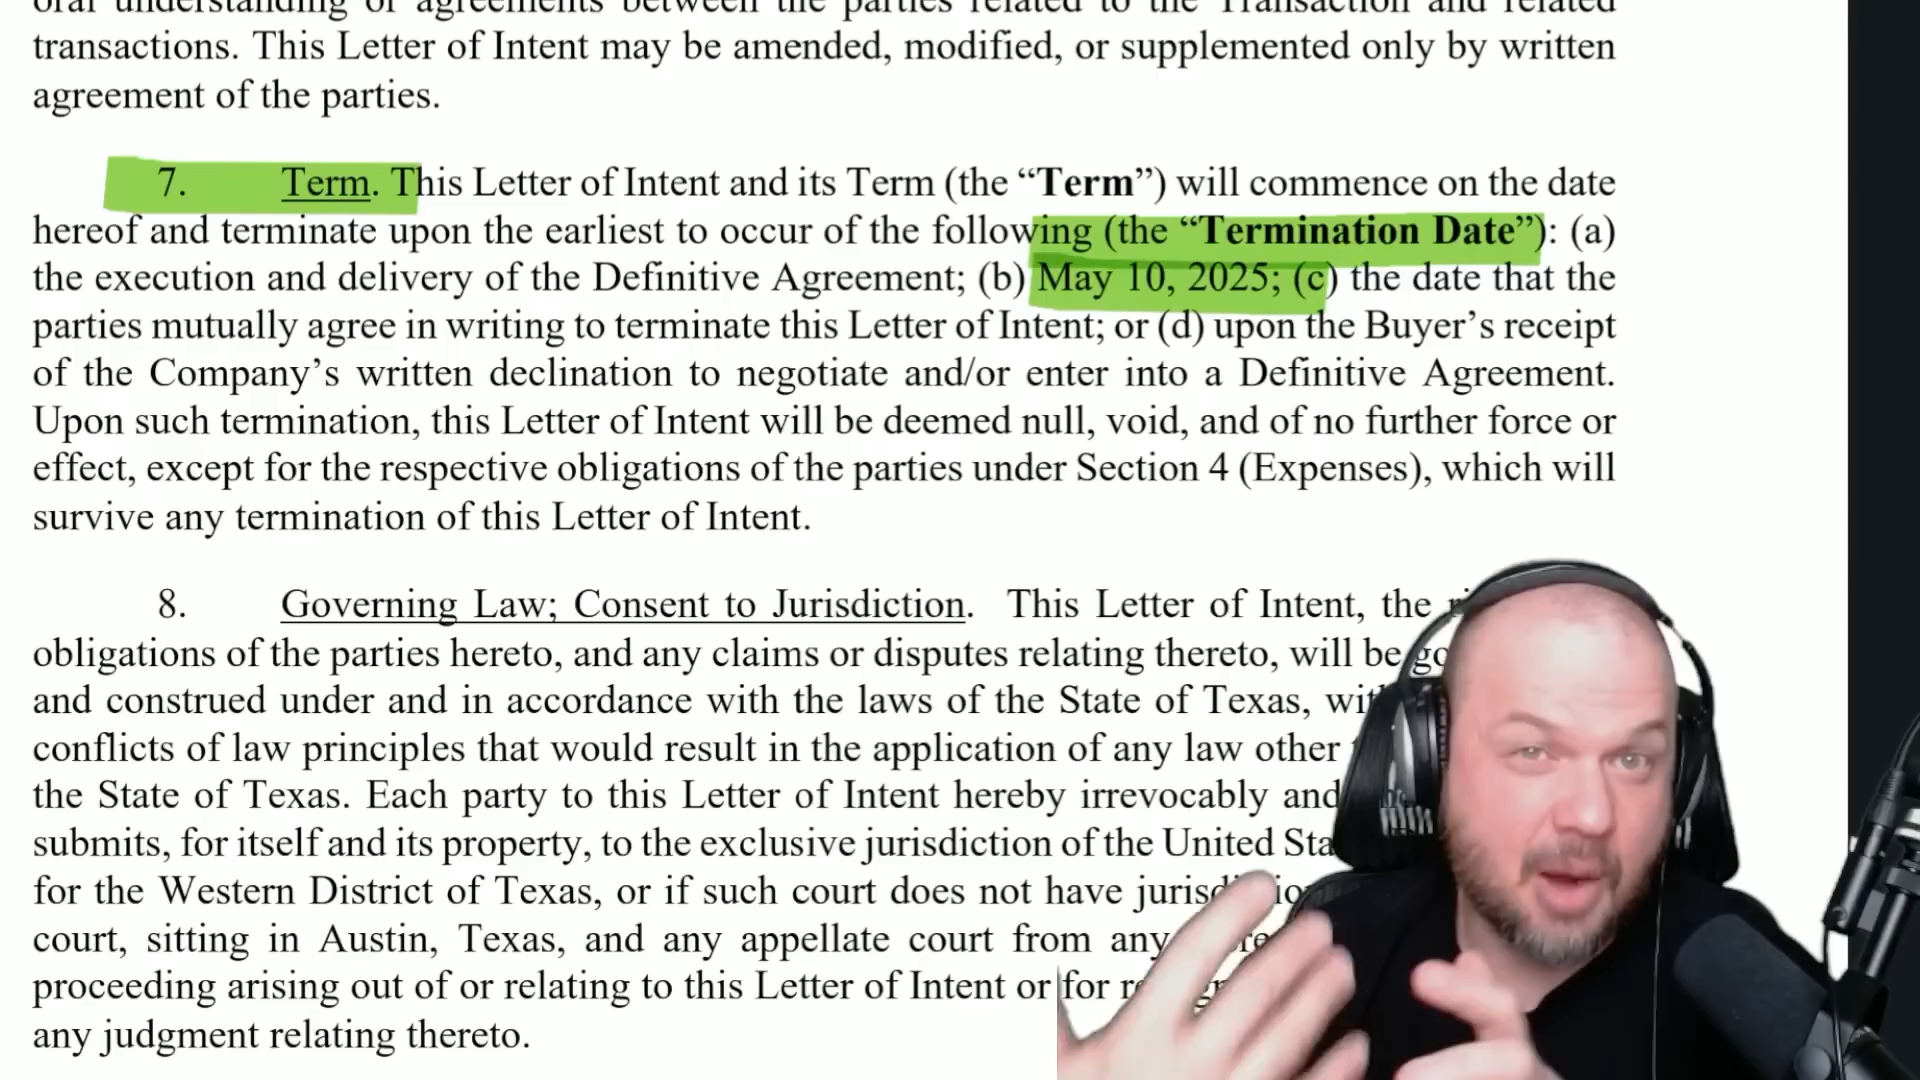 oral understanding or agreements between the parties related to the Transaction and related
transactions. This Letter of Intent may be amended, modified, or supplemented only by written
agreement of the parties.
7. Term. This Letter of Intent and its Term (the “Term”) will commence on the date
hereof and terminate upon the earliest to occur of the following (the “Termination Date”): (a)
the execution and delivery of the Definitive Agreement; (b) May 10, 2025; (c) the date that the
parties mutually agree in writing to terminate this Letter of Intent; or (d) upon the Buyer’s receipt
of the Company’s written declination to negotiate and/or enter into a Definitive Agreement.
Upon such termination, this Letter of Intent will be deemed null, void, and of no further force or
effect, except for the respective obligations of the parties under Section 4 (Expenses), which will
survive any termination of this Letter of Intent.
8. Governing Law; Consent to Jurisdiction. This Letter of Intent, the
obligations of the parties hereto, and any claims or disputes relating thereto, will be
and construed under and in accordance with the laws of the State of Texas,
conflicts of law principles that would result in the application of any law other
the State of Texas. Each party to this Letter of Intent hereby irrevocably and
submits, for itself and its property, to the exclusive jurisdiction of the United
for the Western District of Texas, or if such court does not have
court, sitting in Austin, Texas, and any appellate court from any
proceeding arising out of or relating to this Letter of Intent or for
any judgment relating thereto.